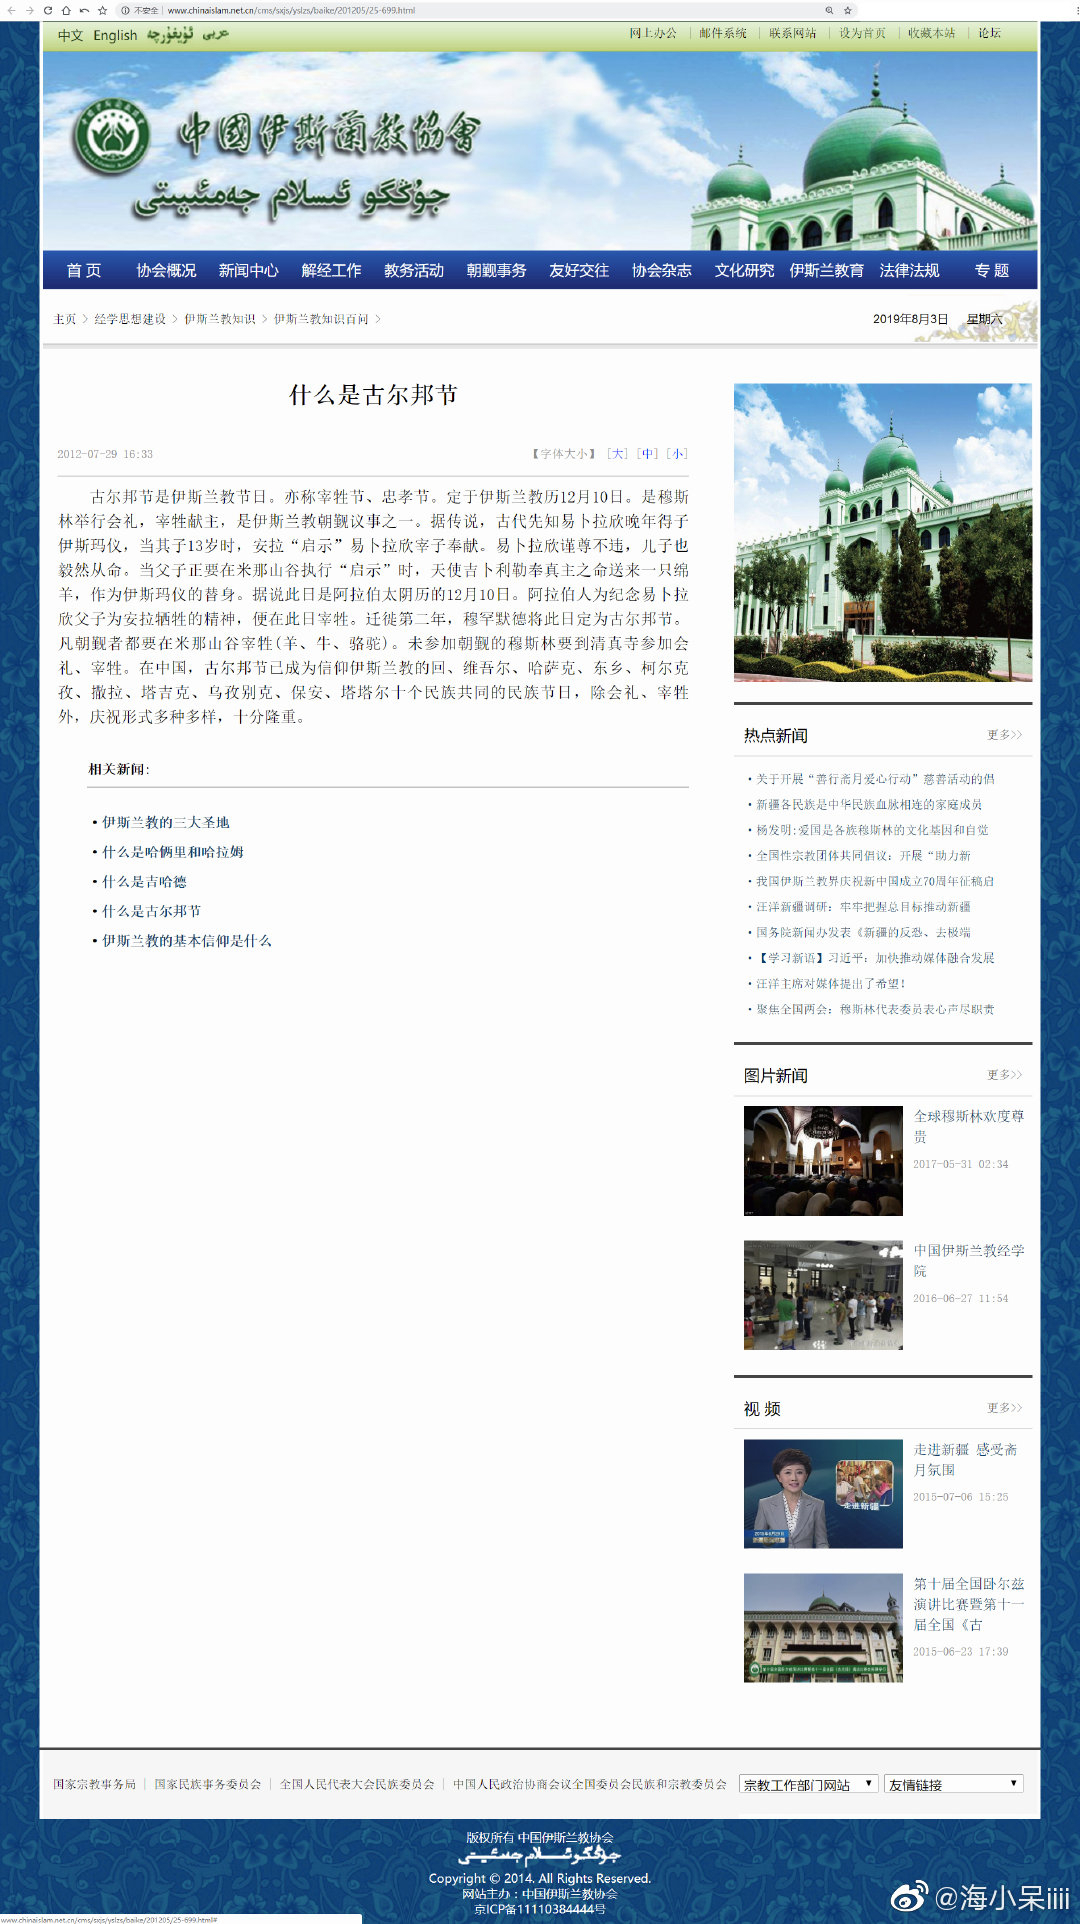 不安全 | www.chinaislam.net.cn/cms/sxjs/yslzs/baike/201205/25-699.html
中文 English ئۇيغۇرچە عربى
网上办公 | 邮件系统 | 联系网站 | 设为首页 | 收藏本站 | 论坛
中國伊斯蘭教協會
جۇڭگو ئىسلام جەمئىيىتى
首 页 协会概况 新闻中心 解经工作 教务活动 朝觐事务 友好交往 协会杂志 文化研究 伊斯兰教育 法律法规 专 题
主页 > 经学思想建设 > 伊斯兰教知识 > 伊斯兰教知识百问 >
2019年8月3日 星期六
什么是古尔邦节
2012-07-29 16:33
【字体大小】 [大] [中] [小]
古尔邦节是伊斯兰教节日。亦称宰牲节、忠孝节。定于伊斯兰教历12月10日。是穆斯
林举行会礼，宰牲献主，是伊斯兰教朝觐议事之一。据传说，古代先知易卜拉欣晚年得子
伊斯玛仪，当其子13岁时，安拉“启示”易卜拉欣宰子奉献。易卜拉欣谨尊不违，儿子也
毅然从命。当父子正要在米那山谷执行“启示”时，天使吉卜利勒奉真主之命送来一只绵
羊，作为伊斯玛仪的替身。据说此日是阿拉伯太阴历的12月10日。阿拉伯人为纪念易卜拉
欣父子为安拉牺牲的精神，便在此日宰牲。迁徙第二年，穆罕默德将此日定为古尔邦节。
凡朝觐者都要在米那山谷宰牲(羊、牛、骆驼)。未参加朝觐的穆斯林要到清真寺参加会
礼、宰牲。在中国，古尔邦节已成为信仰伊斯兰教的回、维吾尔、哈萨克、东乡、柯尔克
孜、撒拉、塔吉克、乌孜别克、保安、塔塔尔十个民族共同的民族节日，除会礼、宰牲
外，庆祝形式多种多样，十分隆重。
相关新闻：
• 伊斯兰教的三大圣地
• 什么是哈俩里和哈拉姆
• 什么是吉哈德
• 什么是古尔邦节
• 伊斯兰教的基本信仰是什么
热点新闻 更多>>
• 关于开展“善行斋月爱心行动”慈善活动的倡
• 新疆各民族是中华民族血脉相连的家庭成员
• 杨发明:爱国是各族穆斯林的文化基因和自觉
• 全国性宗教团体共同倡议：开展“助力新
• 我国伊斯兰教界庆祝新中国成立70周年征稿启
• 汪洋新疆调研：牢牢把握总目标推动新疆
• 国务院新闻办发表《新疆的反恐、去极端
• 【学习新语】习近平：加快推动媒体融合发展
• 汪洋主席对媒体提出了希望！
• 聚焦全国两会：穆斯林代表委员表心声尽职责
图片新闻 更多>>
全球穆斯林欢度尊
贵
2017-05-31 02:34
中国伊斯兰教经学
院
2016-06-27 11:54
视 频 更多>>
走进新疆
走进新疆 感受斋
月氛围
2015-07-06 15:25
第十届全国卧尔兹
演讲比赛暨第十一
届全国《古
2015-06-23 17:39
国家宗教事务局 | 国家民族事务委员会 | 全国人民代表大会民族委员会 | 中国人民政治协商会议全国委员会民族和宗教委员会 宗教工作部门网站 友情链接
版权所有 中国伊斯兰教协会
جۇڭگو ئىسلام جەمئىيىتى
Copyright © 2014. All Rights Reserved.
网站主办：中国伊斯兰教协会
京ICP备11110384444号
www.chinaislam.net.cn/cms/sxjs/yslzs/baike/201205/25-699.html#
@海小呆iiii